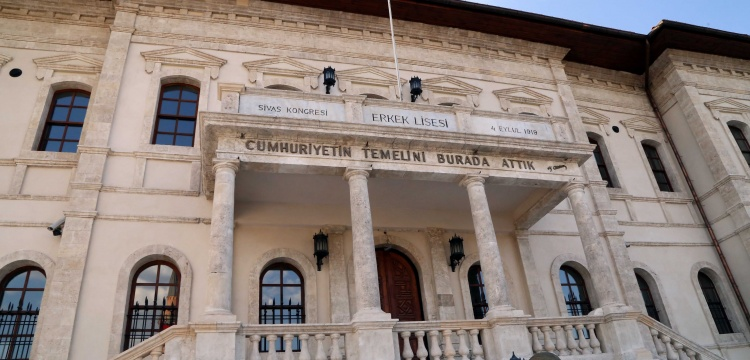 SİVAS KONGRESİ
ERKEK LİSESİ
4 EYLÜL 1919
CUMHURİYETİN TEMELİNİ BURADA ATTIK